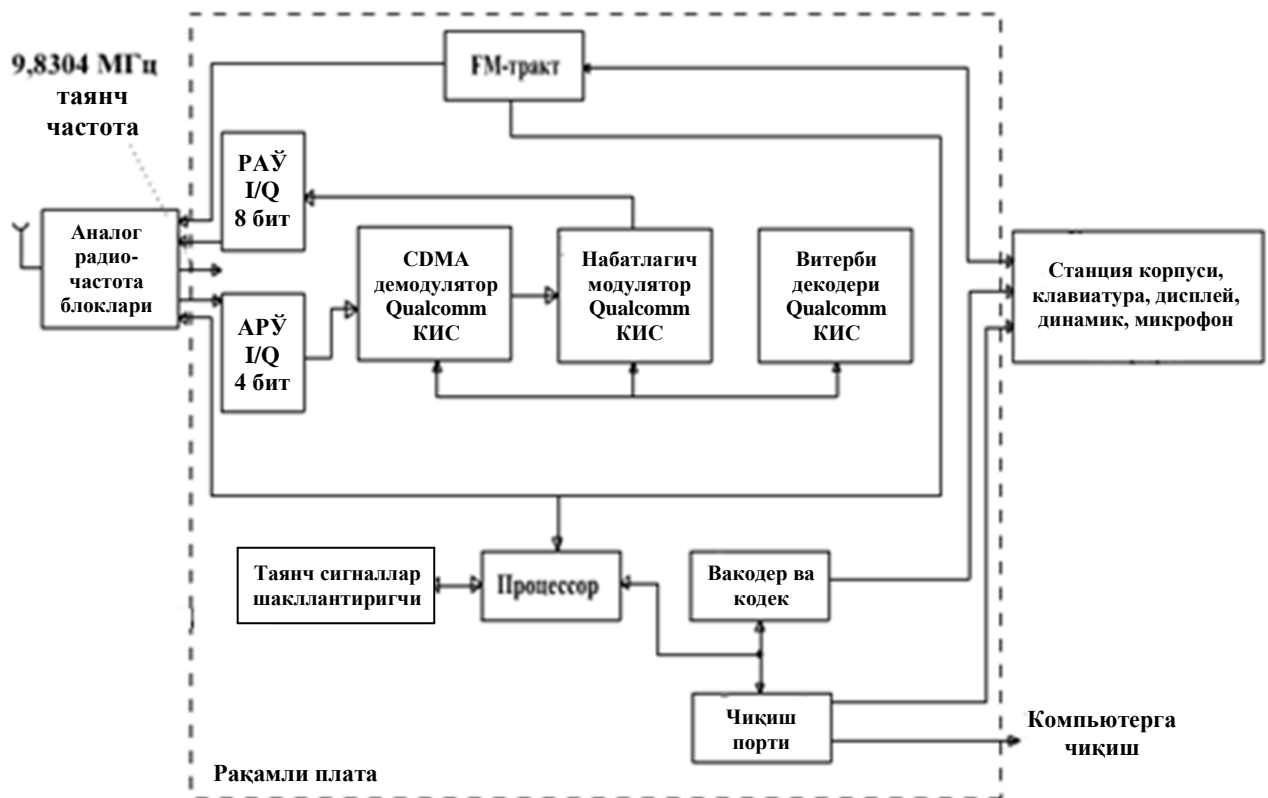 9,8304 МГц
таянч
частота
FM-тракт
РАЎ
I/Q
8 бит
Аналог
радио-
частота
блоклари
АРЎ
I/Q
4 бит
CDMA
демодулятор
Qualcomm
КИС
Набатлагич
модулятор
Qualcomm
КИС
Витерби
декодери
Qualcomm
КИС
Станция корпуси,
клавиатура, дисплей,
динамик, микрофон
Таянч сигналлар
шакллантиригчи
Процессор
Вакодер ва
кодек
Чиқиш
порти
Компьютерга
чиқиш
Рақамли плата